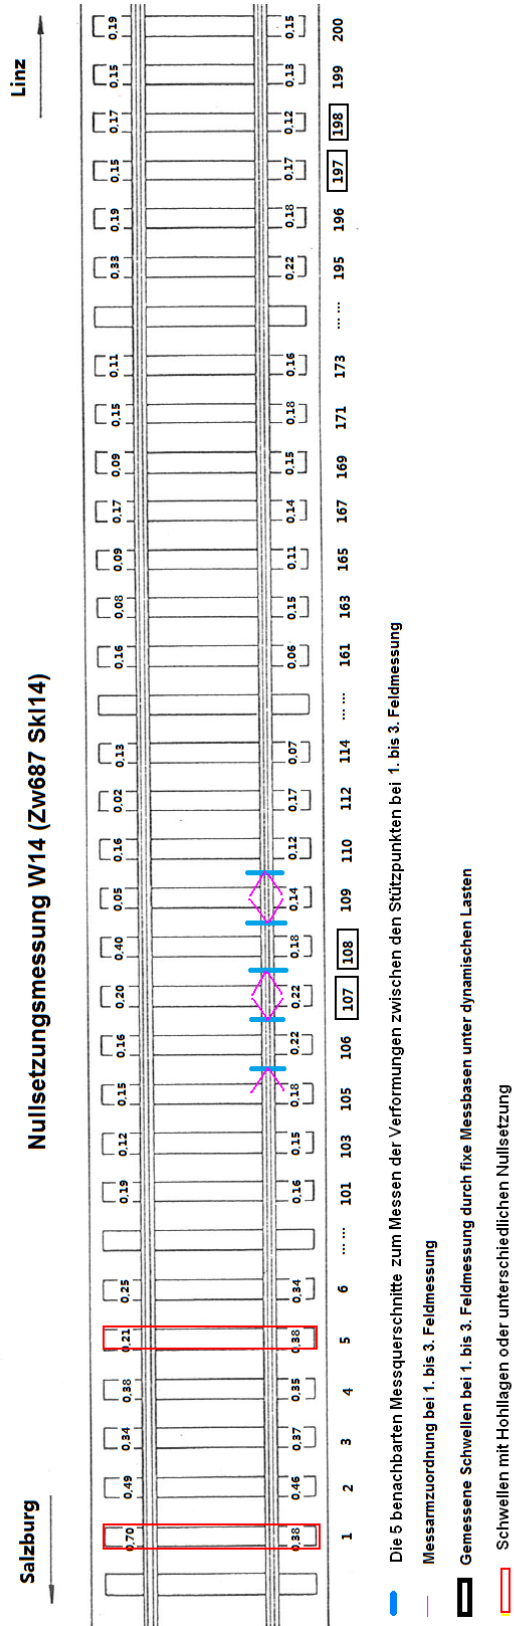 Nullsetzungsmessung W14 (Zw687 Skl14)
Salzburg Linz
0,70 0,49 0,34 0,38 0,21 0,25 0,19 0,12 0,15 0,16 0,20 0,40 0,05 0,16 0,02 0,13 0,16 0,08 0,09 0,17 0,09 0,15 0,11 0,33 0,19 0,15 0,17 0,15 0,19
0,38 0,46 0,37 0,35 0,38 0,34 0,16 0,15 0,18 0,22 0,22 0,18 0,14 0,12 0,17 0,07 0,06 0,15 0,11 0,14 0,15 0,18 0,16 0,22 0,18 0,17 0,12 0,13 0,15
1 2 3 4 5 6 ... ... 101 103 105 106 107 108 109 110 112 114 ... ... 161 163 165 167 169 171 173 ... ... 195 196 197 198 199 200
Die 5 benachbarten Messquerschnitte zum Messen der Verformungen zwischen den Stützpunkten bei 1. bis 3. Feldmessung
Messarmzuordnung bei 1. bis 3. Feldmessung
Gemessene Schwellen bei 1. bis 3. Feldmessung durch fixe Messbasen unter dynamischen Lasten
Schwellen mit Hohllagen oder unterschiedlichen Nullsetzung